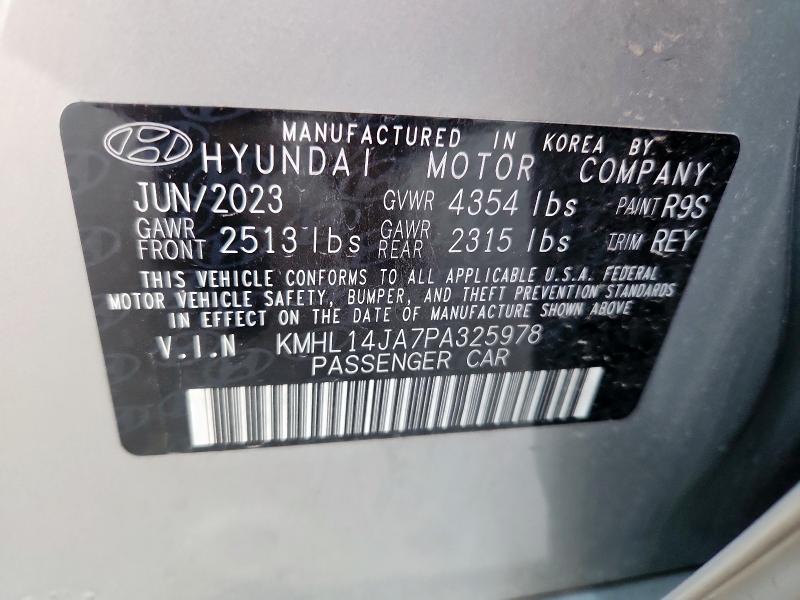 MANUFACTURED IN KOREA BY
HYUNDAI MOTOR COMPANY
JUN/2023 GVWR 4354 lbs PAINT R9S
GAWR FRONT 2513 lbs GAWR REAR 2315 lbs TRIM REY
THIS VEHICLE CONFORMS TO ALL APPLICABLE U.S.A. FEDERAL
MOTOR VEHICLE SAFETY, BUMPER, AND THEFT PREVENTION STANDARDS
IN EFFECT ON THE DATE OF MANUFACTURE SHOWN ABOVE
V.I.N KMHL14JA7PA325978
PASSENGER CAR